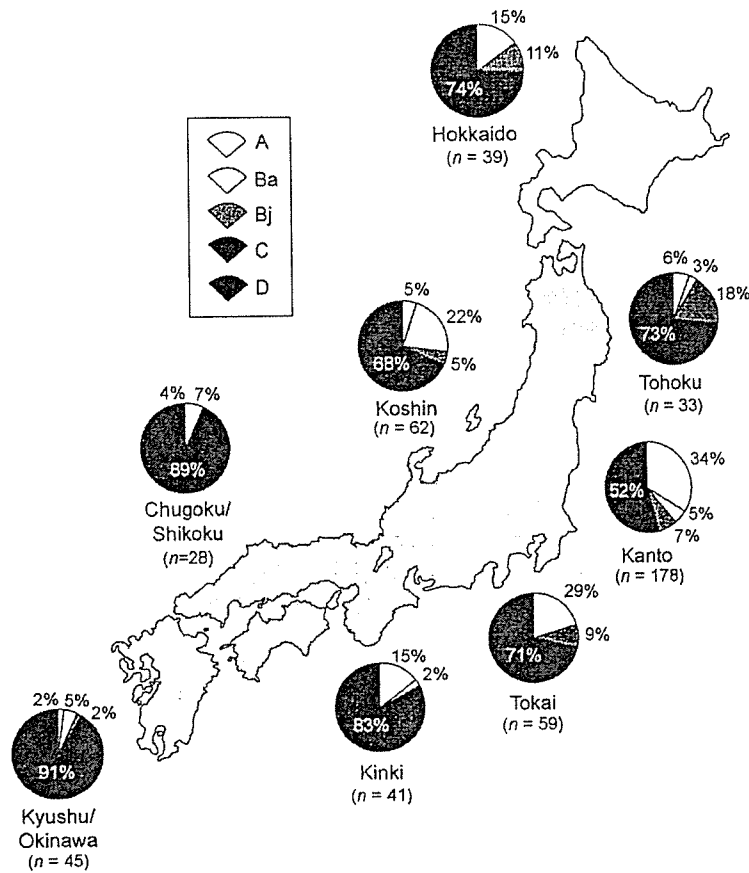 15%
11%
74%
Hokkaido
(n = 39)
A
Ba
Bj
C
D
6%
3%
18%
73%
Tohoku
(n = 33)
5%
22%
68%
5%
Koshin
(n = 62)
4%
7%
89%
Chugoku/
Shikoku
(n=28)
34%
52%
5%
7%
Kanto
(n = 178)
29%
9%
71%
Tokai
(n = 59)
15%
2%
83%
Kinki
(n = 41)
2%
5%
2%
91%
Kyushu/
Okinawa
(n = 45)